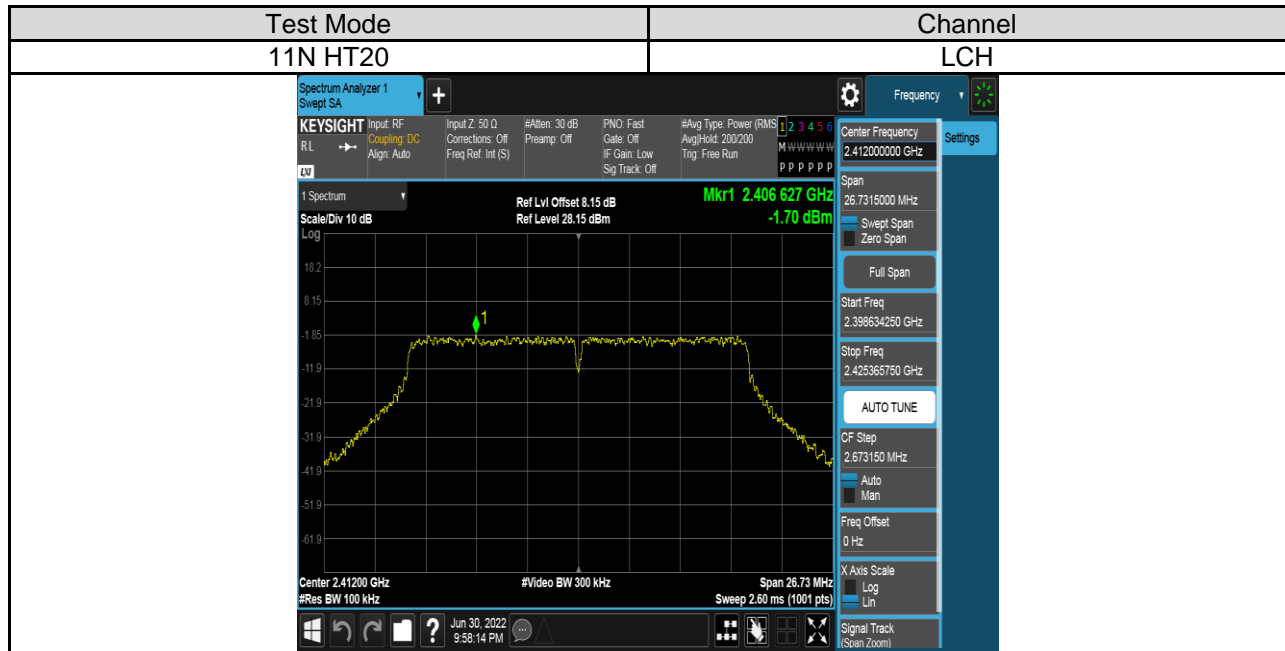 Test Mode Channel
11N HT20 LCH
Spectrum Analyzer 1
Swept SA
+
Frequency
KEYSIGHT
RL
LXI
Input: RF
Coupling: DC
Align: Auto
Input Z: 50 Ω
Corrections: Off
Freq Ref: Int (S)
#Atten: 30 dB
Preamp: Off
PNO: Fast
Gate: Off
IF Gain: Low
Sig Track: Off
#Avg Type: Power (RMS
Avg|Hold: 200/200
Trig: Free Run
1 2 3 4 5 6
M W W W W W
P P P P P P
1 Spectrum
Scale/Div 10 dB
Log
Ref Lvl Offset 8.15 dB
Ref Level 28.15 dBm
Mkr1 2.406 627 GHz
-1.70 dBm
18.2
8.15
-1.85
-11.9
-21.9
-31.9
-41.9
-51.9
-61.9
1
Center 2.41200 GHz
#Res BW 100 kHz
#Video BW 300 kHz
Span 26.73 MHz
Sweep 2.60 ms (1001 pts)
Jun 30, 2022
9:58:14 PM
?
Center Frequency
2.412000000 GHz
Settings
Span
26.7315000 MHz
Swept Span
Zero Span
Full Span
Start Freq
2.398634250 GHz
Stop Freq
2.425365750 GHz
AUTO TUNE
CF Step
2.673150 MHz
Auto
Man
Freq Offset
0 Hz
X Axis Scale
Log
Lin
Signal Track
(Span Zoom)